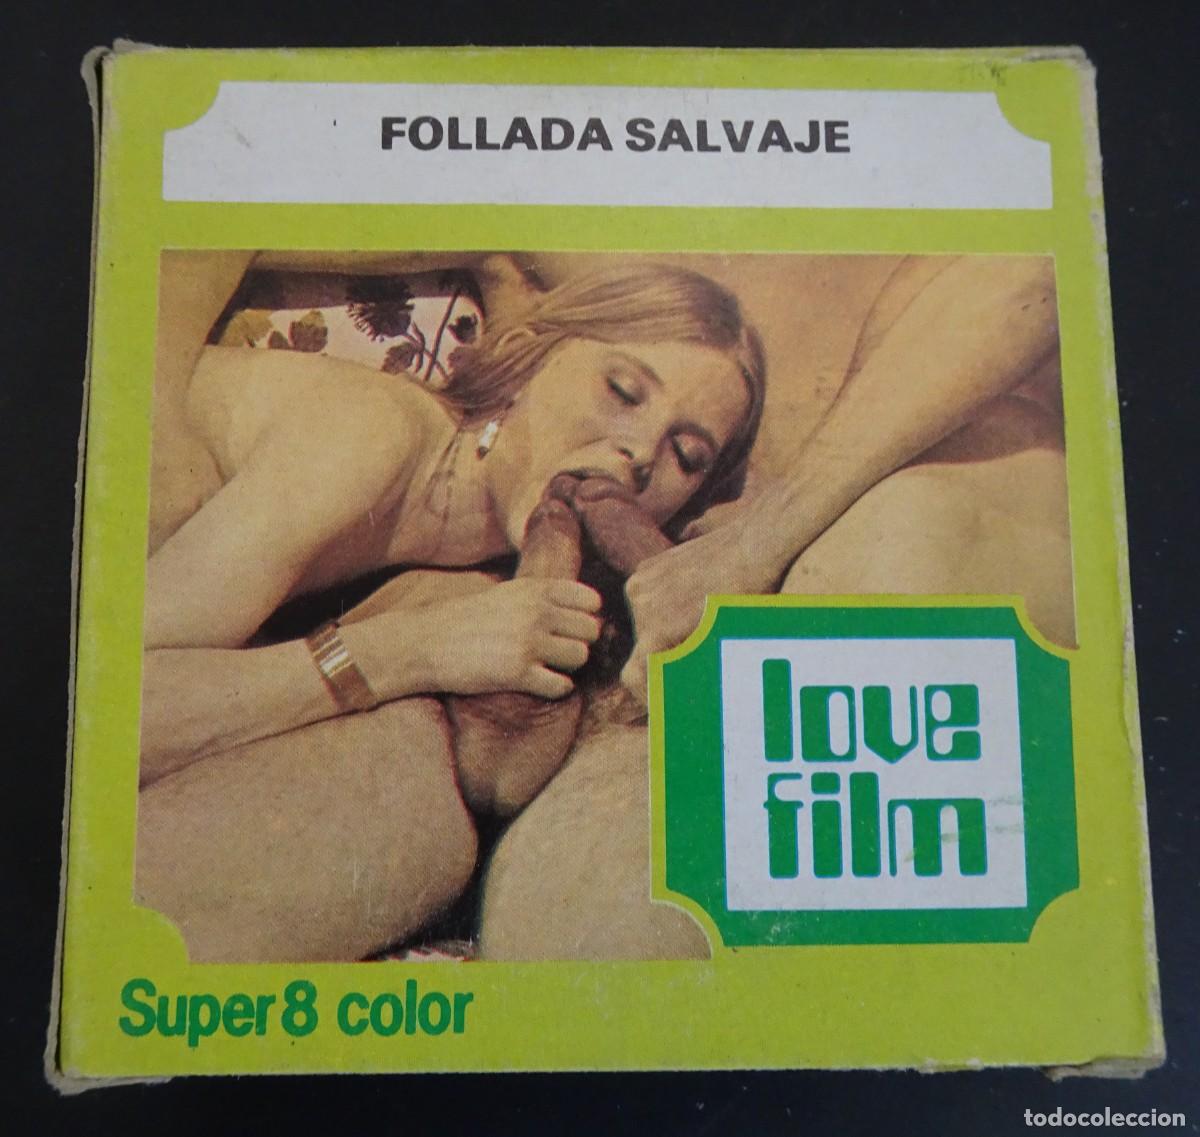 FOLLADA SALVAJE
love
film
Super 8 color
todocoleccion